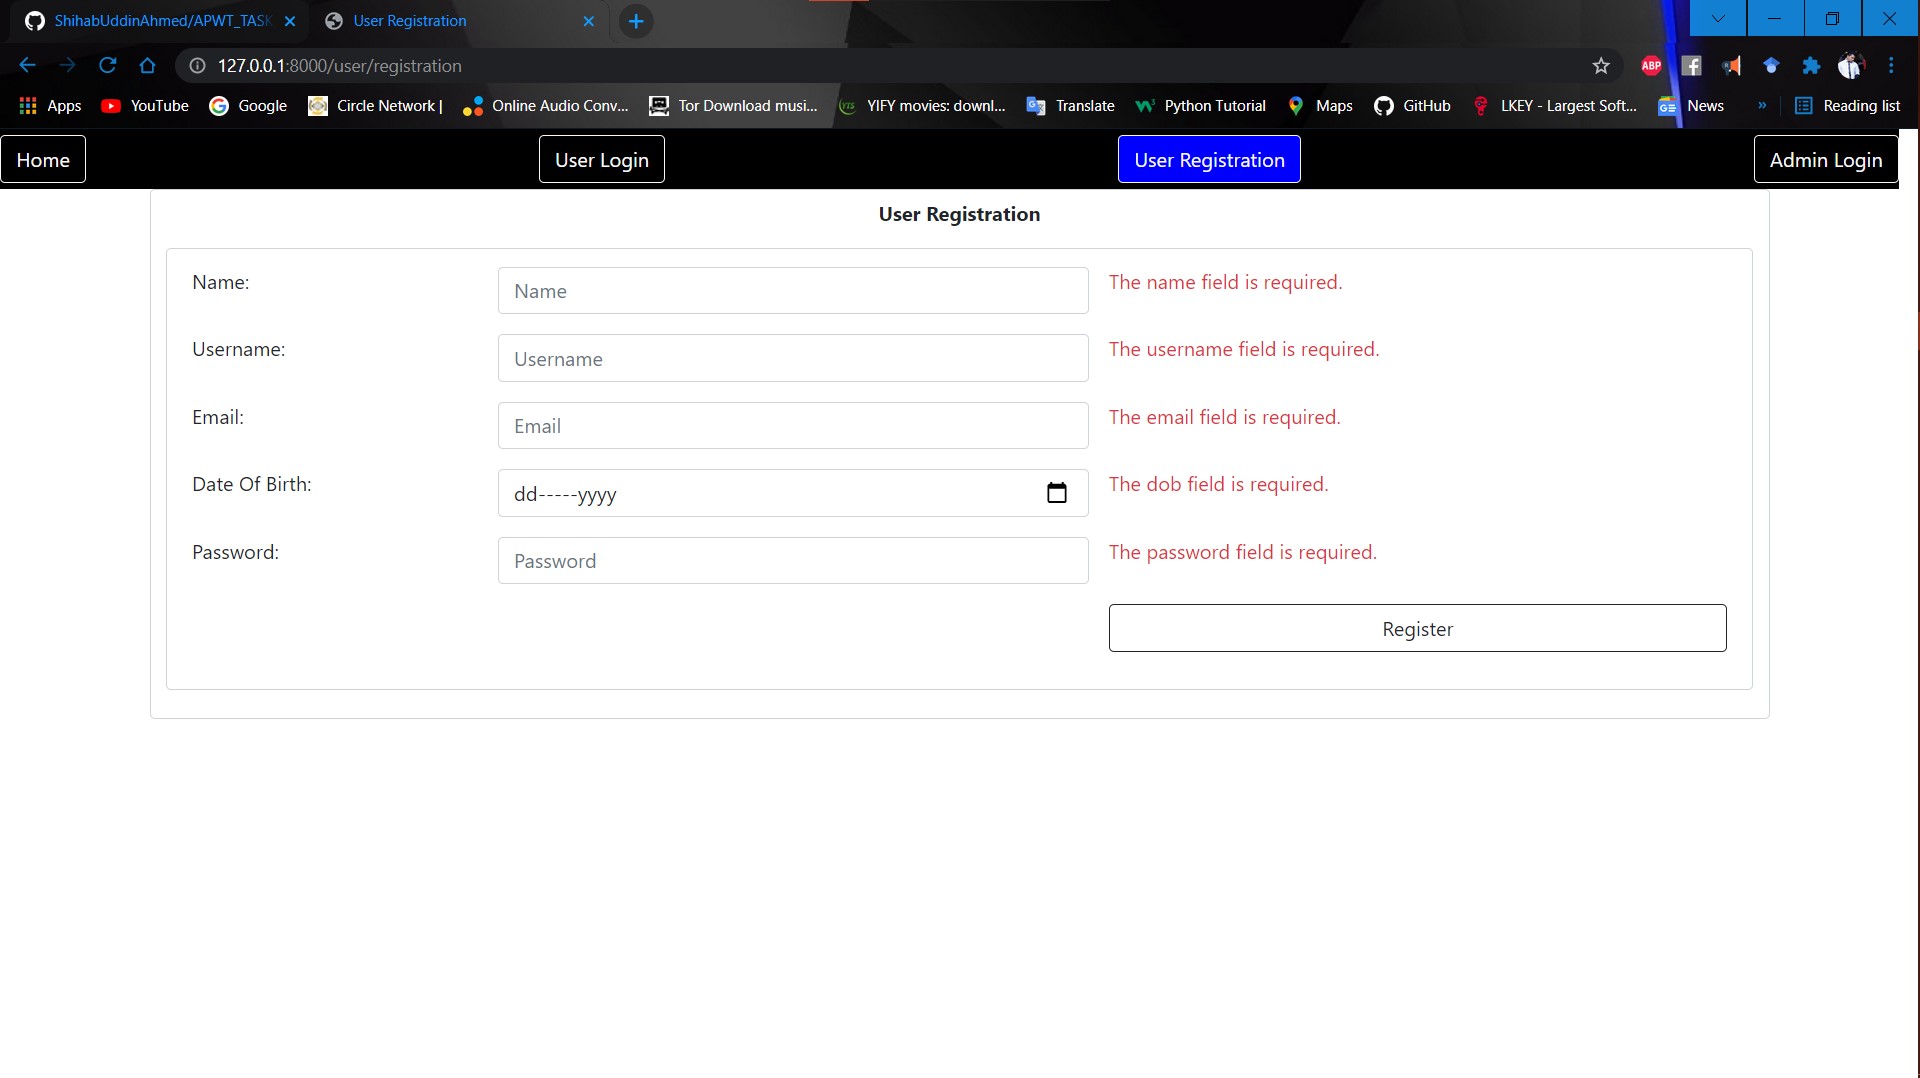 ShihabUddinAhmed/APWT_TASK
User Registration
127.0.0.1:8000/user/registration
ABP
Apps YouTube Google Circle Network | Online Audio Conv... Tor Download musi... YIFY movies: downl... Translate Python Tutorial Maps GitHub LKEY - Largest Soft... News » Reading list
Home User Login User Registration Admin Login
User Registration
Name: Name The name field is required.
Username: Username The username field is required.
Email: Email The email field is required.
Date Of Birth: dd-----yyyy The dob field is required.
Password: Password The password field is required.
Register